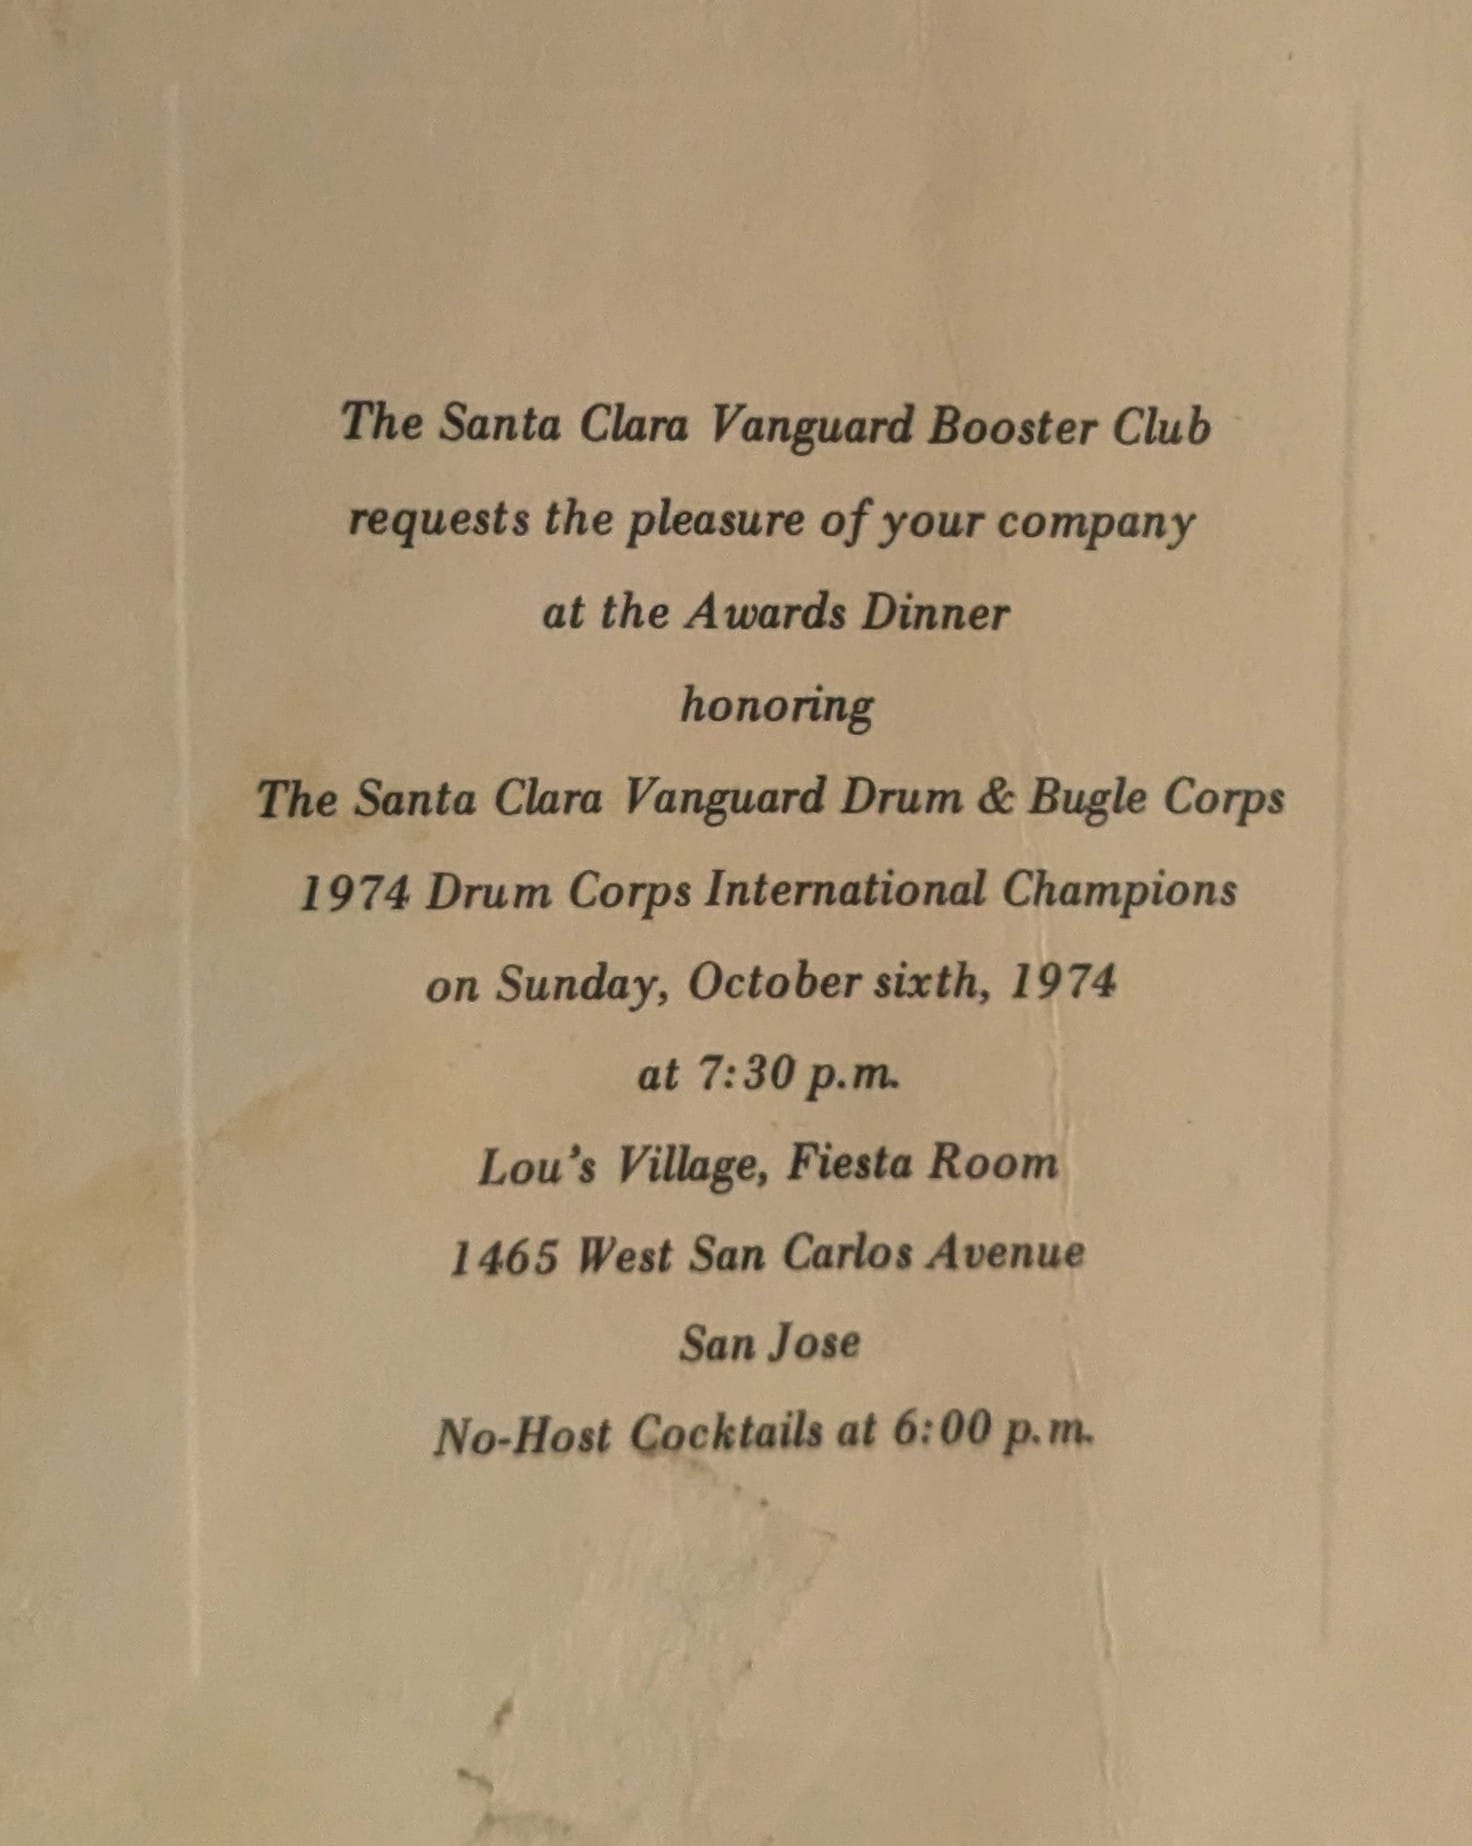 The Santa Clara Vanguard Booster Club
requests the pleasure of your company
at the Awards Dinner
honoring
The Santa Clara Vanguard Drum & Bugle Corps
1974 Drum Corps International Champions
on Sunday, October sixth, 1974
at 7:30 p.m.
Lou's Village, Fiesta Room
1465 West San Carlos Avenue
San Jose
No-Host Cocktails at 6:00 p.m.